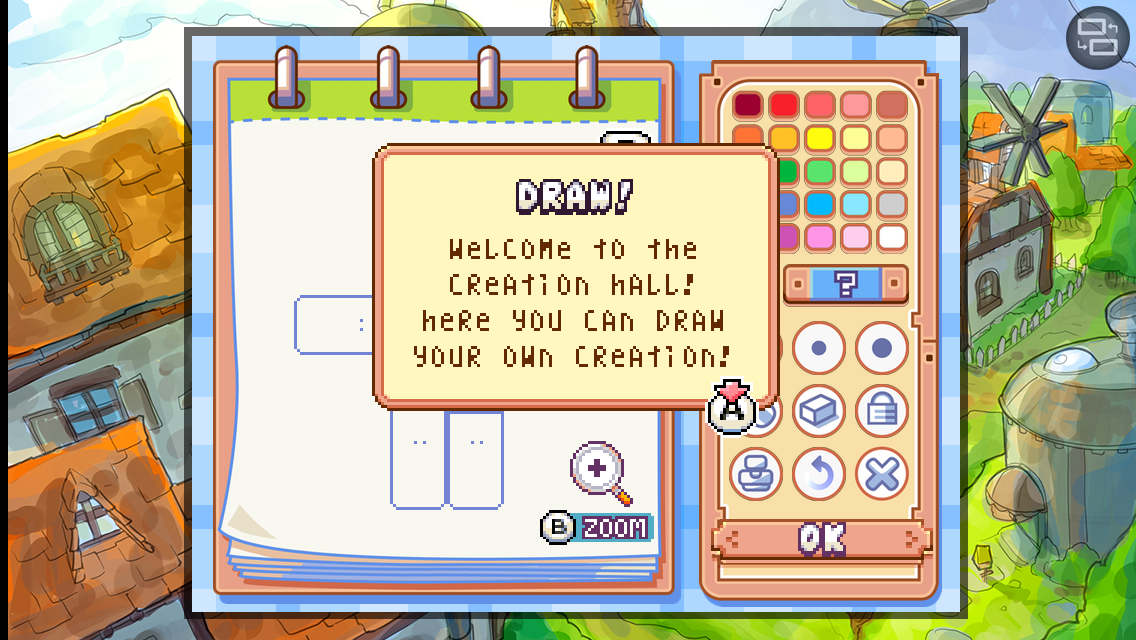 DRAW!
WeLCOMe to the
CReAtiOn hALL!
heRe YOU CAn DRAW
YOUR OWn CReAtiOn!
A
?
B ZOOM
OK